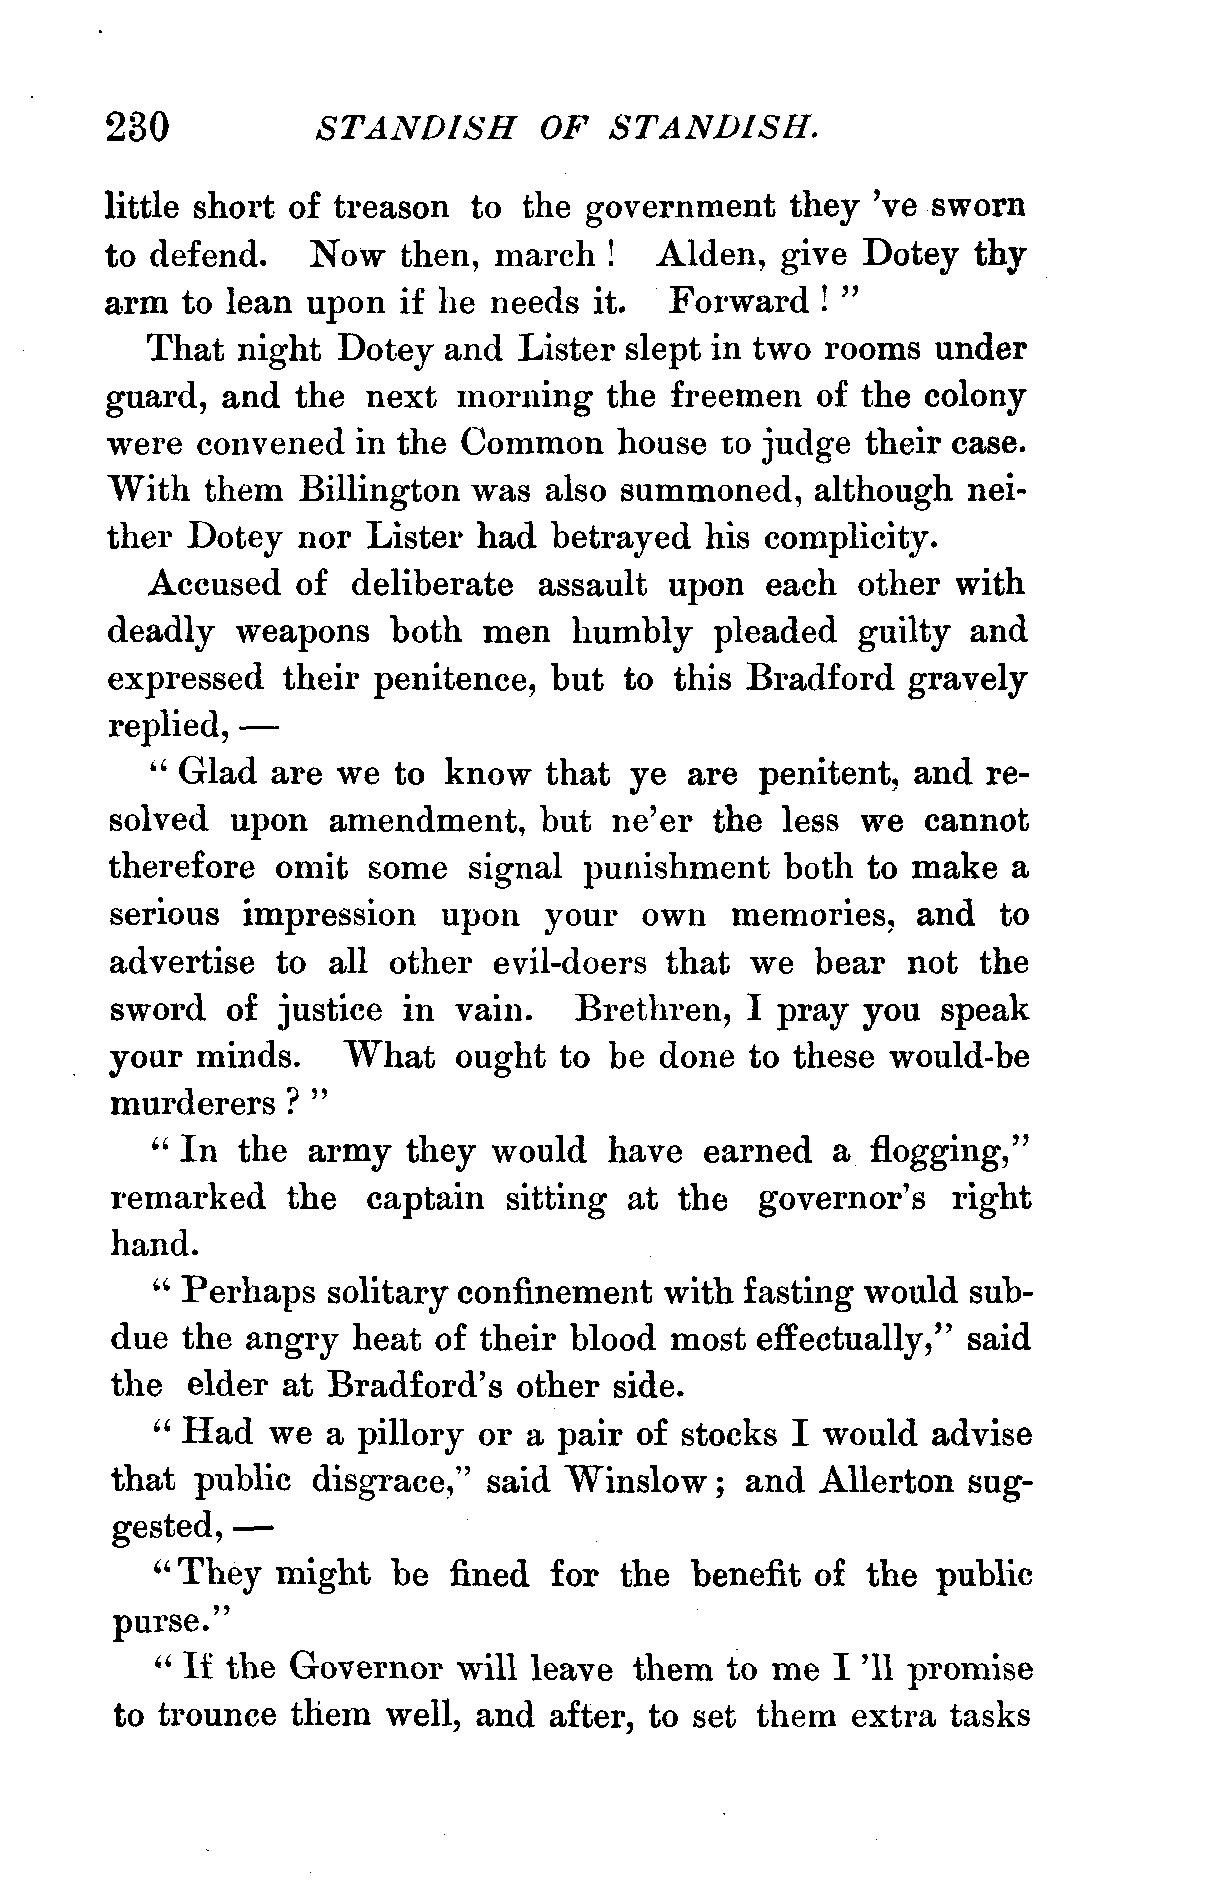 230 STANDISH OF STANDISH.
little short of treason to the government they 've sworn
to defend. Now then, march ! Alden, give Dotey thy
arm to lean upon if he needs it. Forward ! ”
That night Dotey and Lister slept in two rooms under
guard, and the next morning the freemen of the colony
were convened in the Common house to judge their case.
With them Billington was also summoned, although nei-
ther Dotey nor Lister had betrayed his complicity.
Accused of deliberate assault upon each other with
deadly weapons both men humbly pleaded guilty and
expressed their penitence, but to this Bradford gravely
replied, —
“ Glad are we to know that ye are penitent, and re-
solved upon amendment, but ne’er the less we cannot
therefore omit some signal punishment both to make a
serious impression upon your own memories, and to
advertise to all other evil-doers that we bear not the
sword of justice in vain. Brethren, I pray you speak
your minds. What ought to be done to these would-be
murderers ? ”
“ In the army they would have earned a flogging,”
remarked the captain sitting at the governor’s right
hand.
“ Perhaps solitary confinement with fasting would sub-
due the angry heat of their blood most effectually,” said
the elder at Bradford’s other side.
“ Had we a pillory or a pair of stocks I would advise
that public disgrace,” said Winslow ; and Allerton sug-
gested, —
“ They might be fined for the benefit of the public
purse.”
“ If the Governor will leave them to me I ’ll promise
to trounce them well, and after, to set them extra tasks